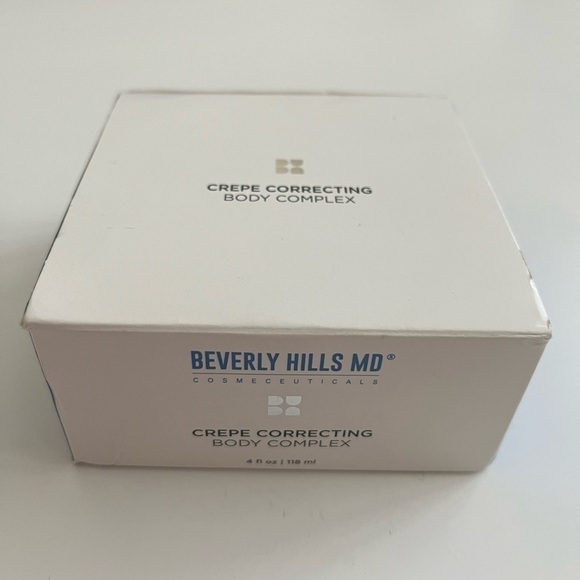 CREPE CORRECTING
BODY COMPLEX
BEVERLY HILLS MD®
COSMECEUTICALS
CREPE CORRECTING
BODY COMPLEX
4 fl oz | 118 ml